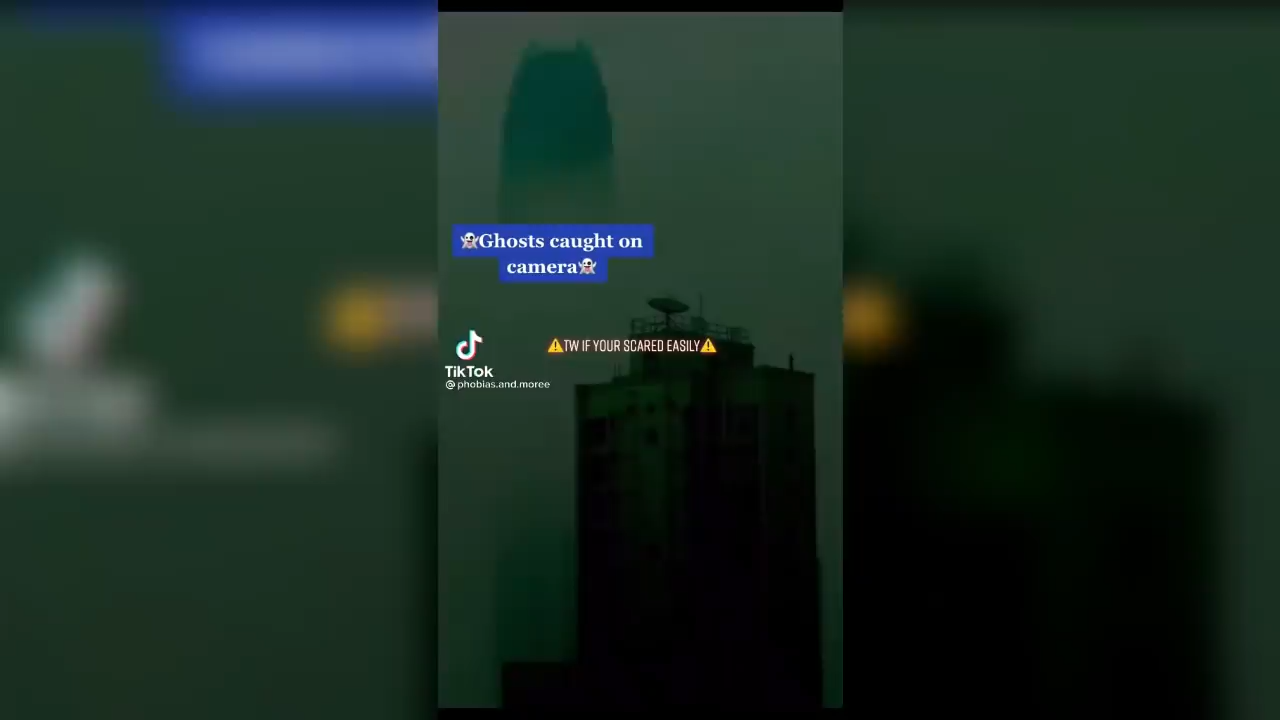 👻Ghosts caught on
camera👻
⚠️TW IF YOUR SCARED EASILY⚠️
TikTok
@phobias.and.moree